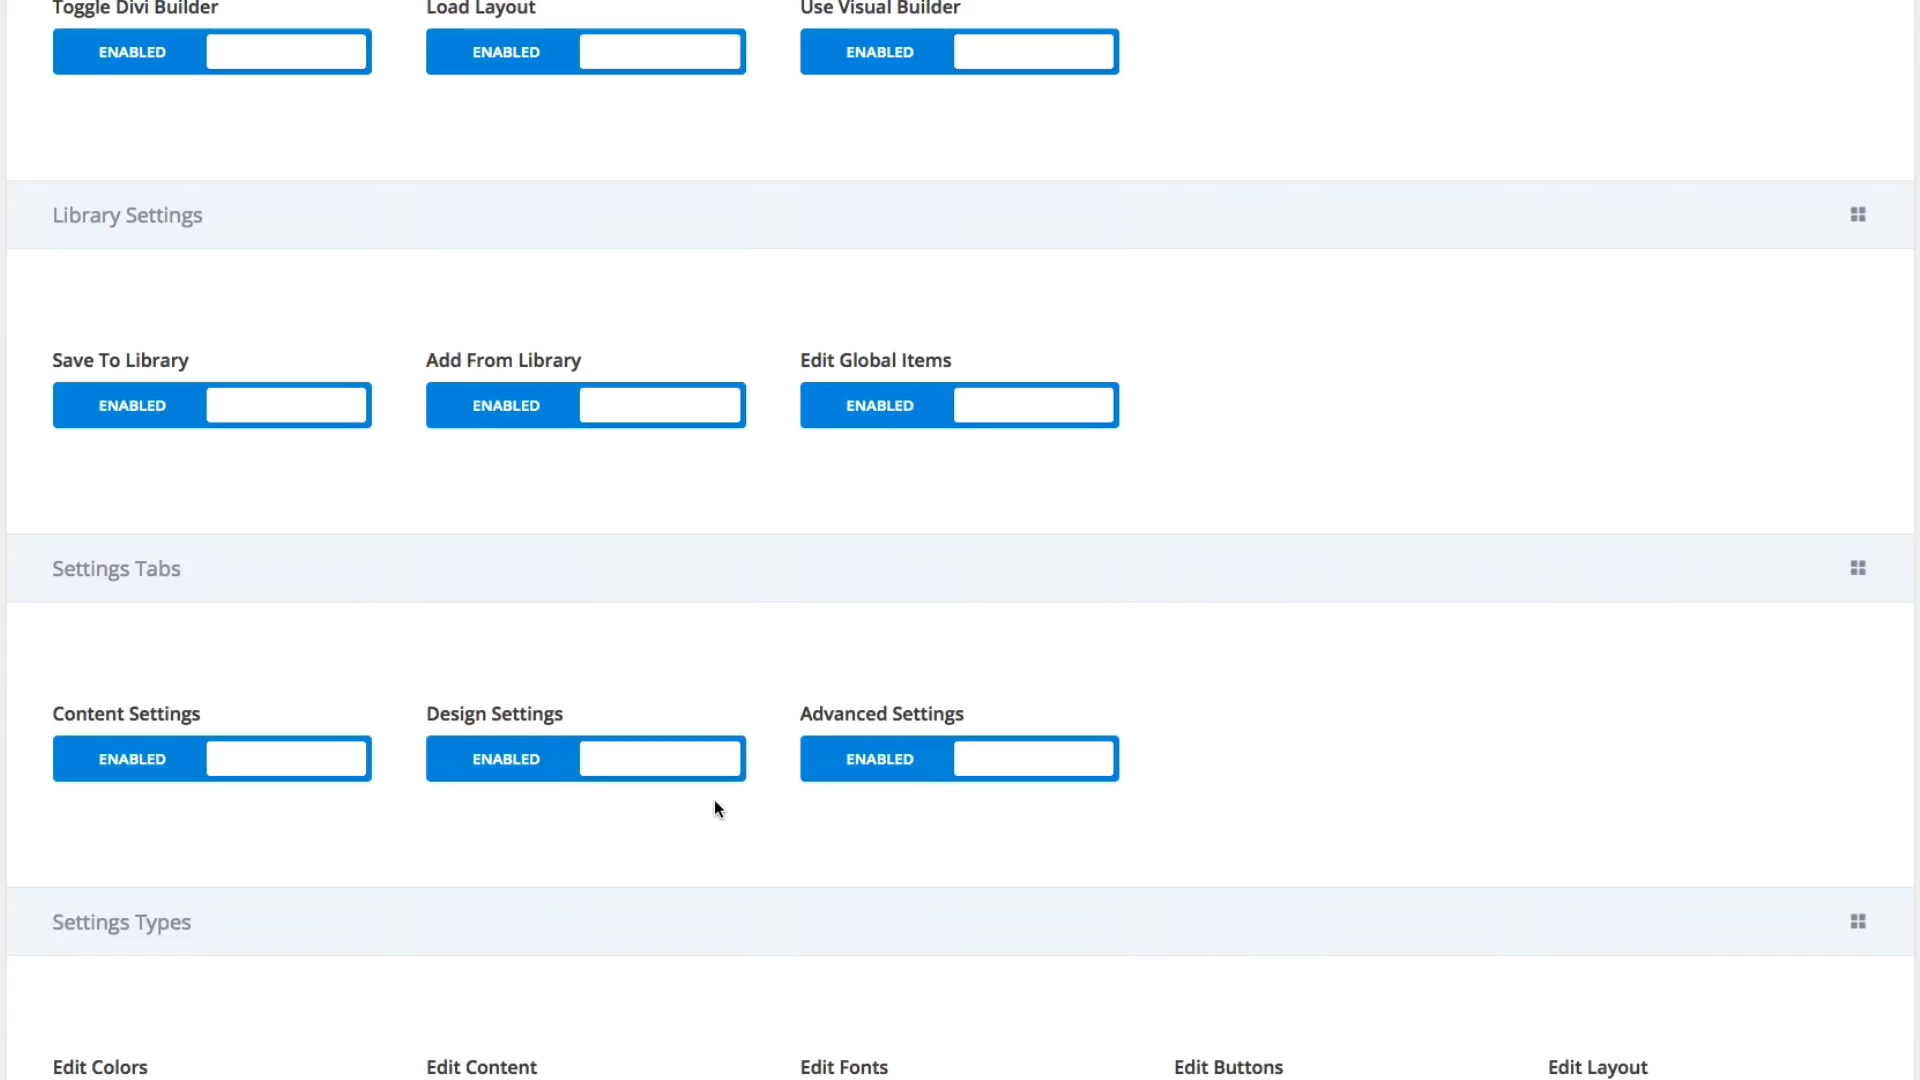 Toggle Divi Builder Load Layout Use Visual Builder
ENABLED ENABLED ENABLED
Library Settings
Save To Library Add From Library Edit Global Items
ENABLED ENABLED ENABLED
Settings Tabs
Content Settings Design Settings Advanced Settings
ENABLED ENABLED ENABLED
Settings Types
Edit Colors Edit Content Edit Fonts Edit Buttons Edit Layout